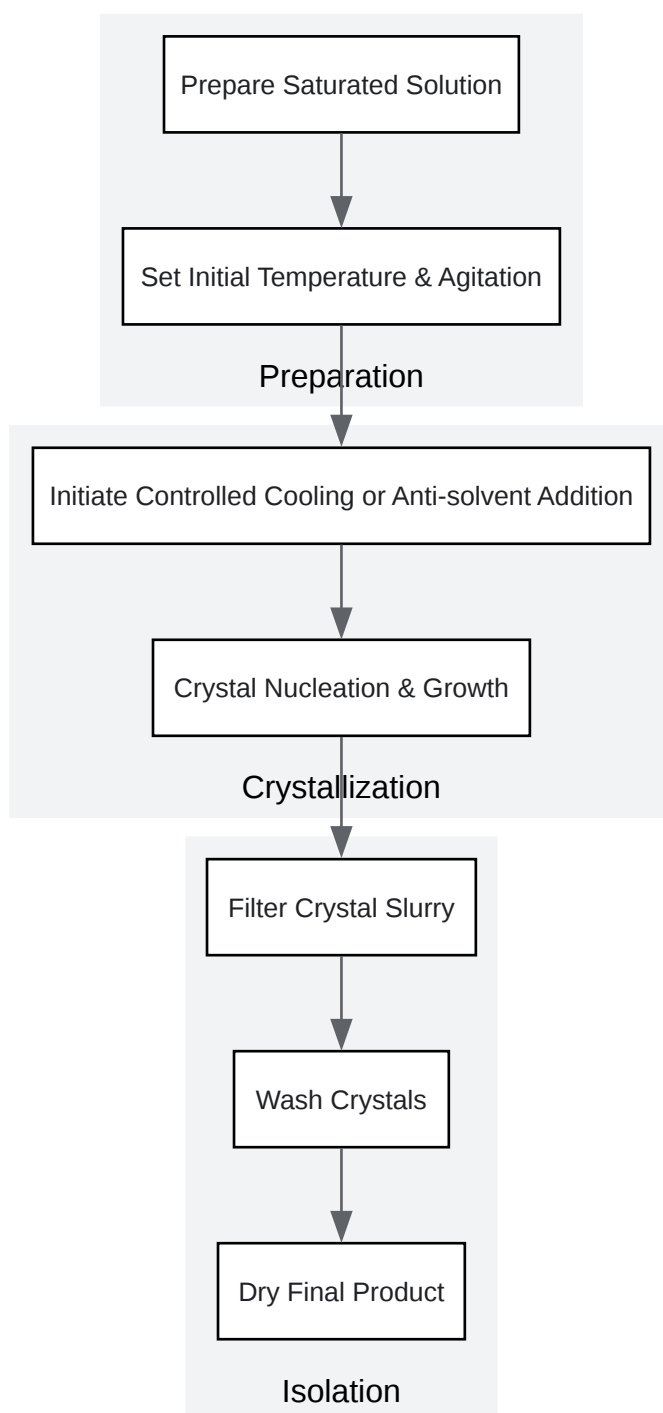 Prepare Saturated Solution
Set Initial Temperature & Agitation
Preparation
Initiate Controlled Cooling or Anti-solvent Addition
Crystal Nucleation & Growth
Crystallization
Filter Crystal Slurry
Wash Crystals
Dry Final Product
Isolation